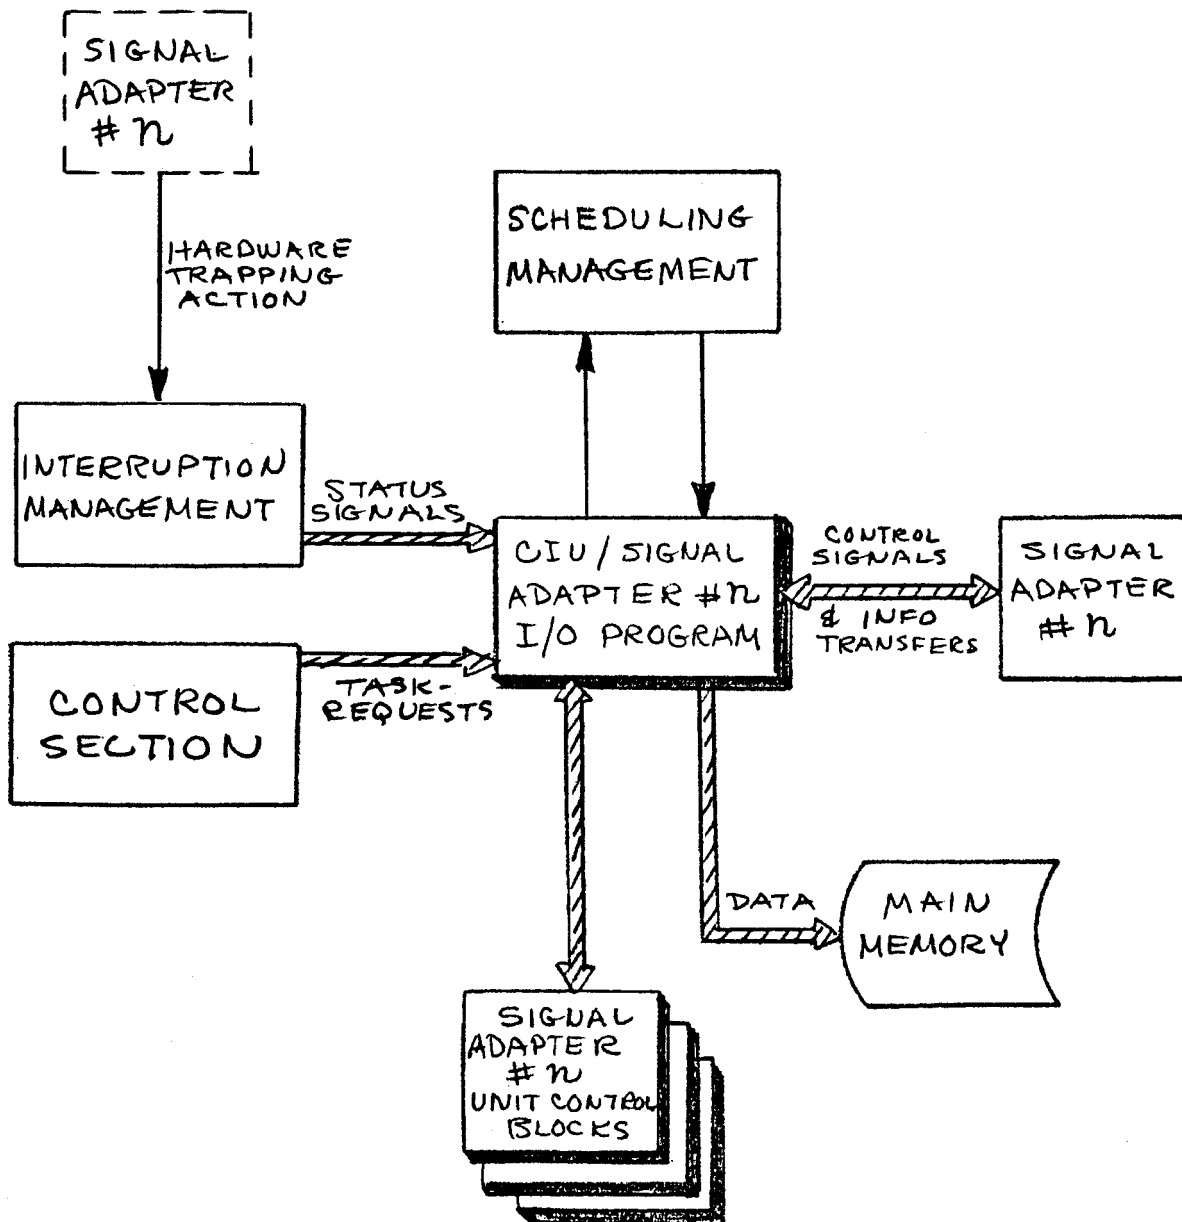 SIGNAL
ADAPTER
# n
HARDWARE
TRAPPING
ACTION
SCHEDULING
MANAGEMENT
INTERRUPTION
MANAGEMENT
STATUS
SIGNALS
CIU / SIGNAL
ADAPTER # n
I/O PROGRAM
CONTROL
SIGNALS
& INFO
TRANSFERS
SIGNAL
ADAPTER
# n
CONTROL
SECTION
TASK-
REQUESTS
DATA
MAIN
MEMORY
SIGNAL
ADAPTER
# n
UNIT CONTROL
BLOCKS